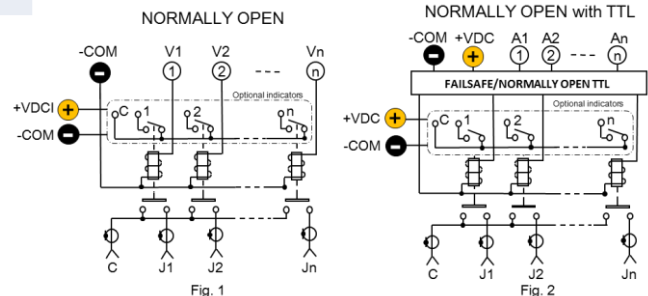 NORMALLY OPEN
-COM V1 V2 Vn
1 2 n
Optional indicators
+VDCI
-COM
C 1 2 n
C J1 J2 Jn
Fig. 1
NORMALLY OPEN with TTL
-COM +VDC A1 A2 An
1 2 n
FAILSAFE/NORMALLY OPEN TTL
Optional indicators
+VDC
-COM
C 1 2 n
C J1 J2 Jn
Fig. 2